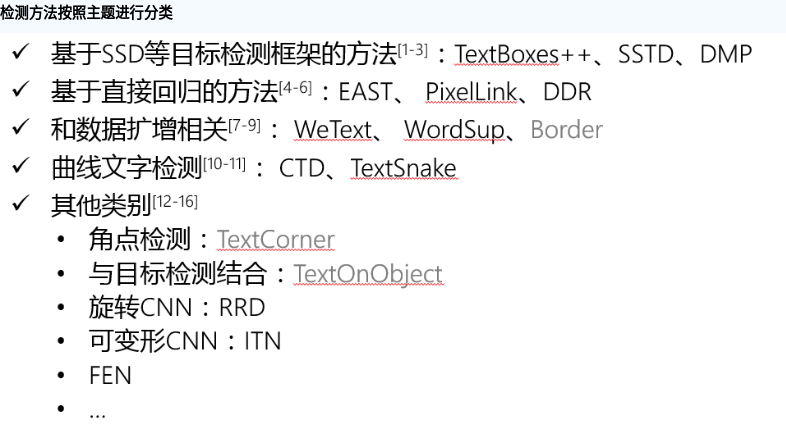 检测方法按照主题进行分类
✓ 基于SSD等目标检测框架的方法[1-3]：TextBoxes++、SSTD、DMP
✓ 基于直接回归的方法[4-6]：EAST、 PixelLink、DDR
✓ 和数据扩增相关[7-9]： WeText、 WordSup、Border
✓ 曲线文字检测[10-11]： CTD、TextSnake
✓ 其他类别[12-16]
• 角点检测：TextCorner
• 与目标检测结合：TextOnObject
• 旋转CNN：RRD
• 可变形CNN：ITN
• FEN
• ...